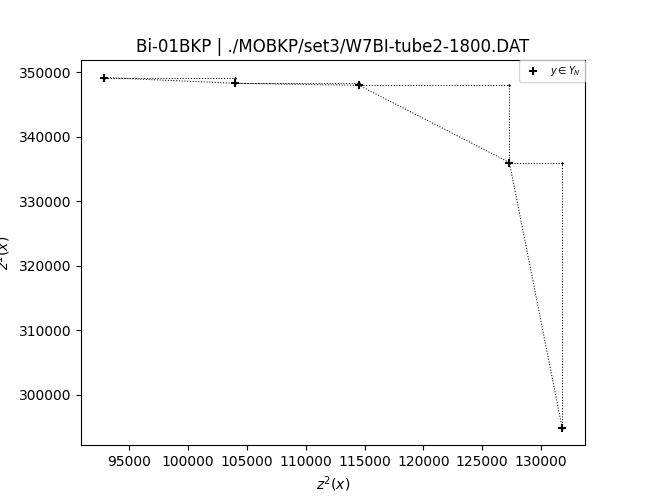 Bi-01BKP | ./MOBKP/set3/W7BI-tube2-1800.DAT
y ∈ Y_N
350000
340000
330000
320000
310000
300000
z¹(x)
95000 100000 105000 110000 115000 120000 125000 130000
z²(x)